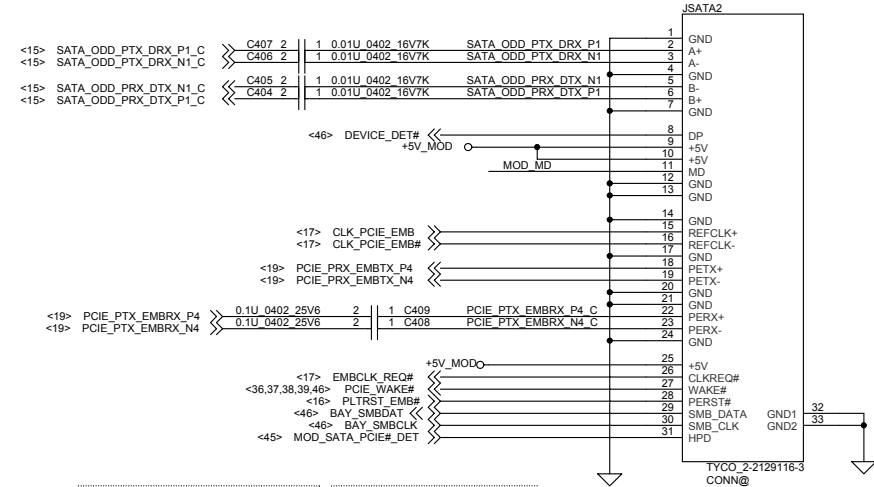 JSATA2
1 GND
<15> SATA_ODD_PTX_DRX_P1_C C407 2 1 0.01U_0402_16V7K SATA_ODD_PTX_DRX_P1 2 A+
<15> SATA_ODD_PTX_DRX_N1_C C406 2 1 0.01U_0402_16V7K SATA_ODD_PTX_DRX_N1 3 A-
4 GND
<15> SATA_ODD_PRX_DTX_N1_C C405 2 1 0.01U_0402_16V7K SATA_ODD_PRX_DTX_N1 5 B-
<15> SATA_ODD_PRX_DTX_P1_C C404 2 1 0.01U_0402_16V7K SATA_ODD_PRX_DTX_P1 6 B+
7 GND
<46> DEVICE_DET# 8 DP
+5V_MOD 9 +5V
10 +5V
MOD_MD 11 MD
12 GND
13 GND
14 GND
<17> CLK_PCIE_EMB 15 REFCLK+
<17> CLK_PCIE_EMB# 16 REFCLK-
17 GND
<19> PCIE_PRX_EMBTX_P4 18 PETX+
<19> PCIE_PRX_EMBTX_N4 19 PETX-
20 GND
21 GND
<19> PCIE_PTX_EMBRX_P4 0.1U_0402_25V6 2 1 C409 PCIE_PTX_EMBRX_P4_C 22 PERX+
<19> PCIE_PTX_EMBRX_N4 0.1U_0402_25V6 2 1 C408 PCIE_PTX_EMBRX_N4_C 23 PERX-
24 GND
+5V_MOD 25 +5V
<17> EMBCLK_REQ# 26 CLKREQ#
<36,37,38,39,46> PCIE_WAKE# 27 WAKE#
<16> PLTRST_EMB# 28 PERST#
<46> BAY_SMBDAT 29 SMB_DATA GND1 32
<46> BAY_SMBCLK 30 SMB_CLK GND2 33
<45> MOD_SATA_PCIE#_DET 31 HPD
TYCO_2-2129116-3
CONN@